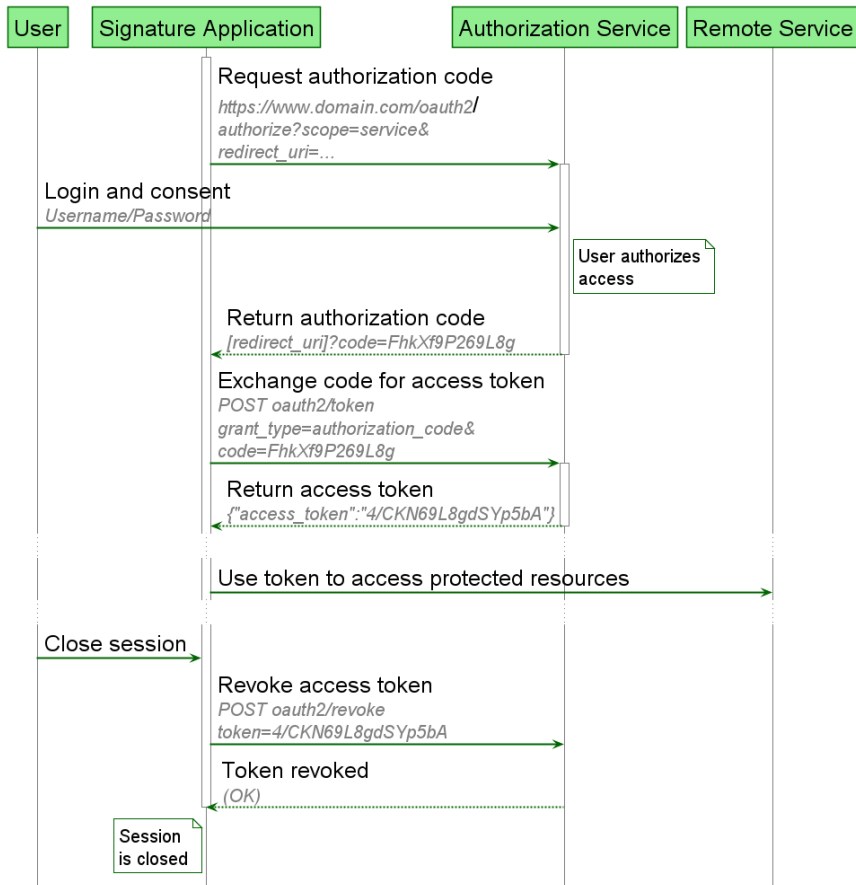 User
Signature Application
Authorization Service
Remote Service
Request authorization code
https://www.domain.com/oauth2/
authorize?scope=service&
redirect_uri=...
Login and consent
Username/Password
User authorizes
access
Return authorization code
[redirect_uri]?code=FhkXf9P269L8g
Exchange code for access token
POST oauth2/token
grant_type=authorization_code&
code=FhkXf9P269L8g
Return access token
{"access_token":"4/CKN69L8gdSYp5bA"}
Use token to access protected resources
Close session
Revoke access token
POST oauth2/revoke
token=4/CKN69L8gdSYp5bA
Token revoked
(OK)
Session
is closed